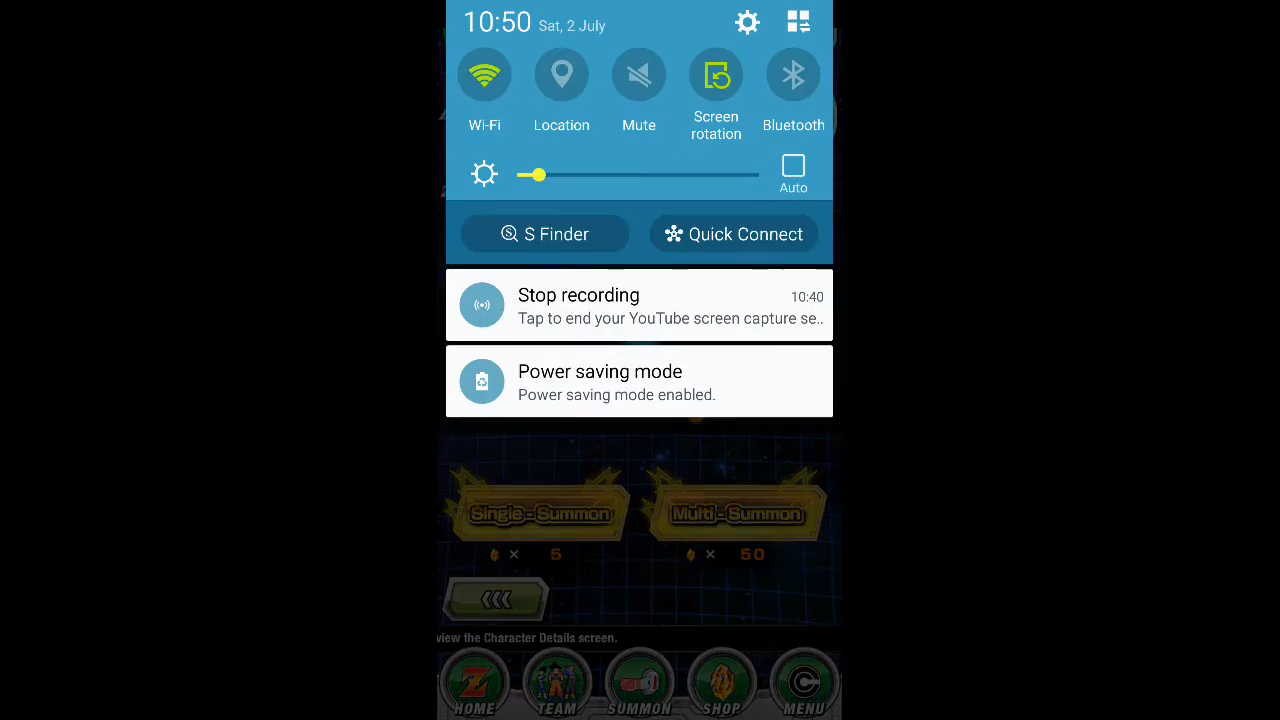 10:50 Sat, 2 July
Wi-Fi
Location
Mute
Screen
rotation
Bluetooth
Auto
S Finder
Quick Connect
Stop recording 10:40
Tap to end your YouTube screen capture se..
Power saving mode
Power saving mode enabled.
Single-Summon
Multi-Summon
× 5
× 50
view the Character Details screen.
HOME
TEAM
SUMMON
SHOP
MENU